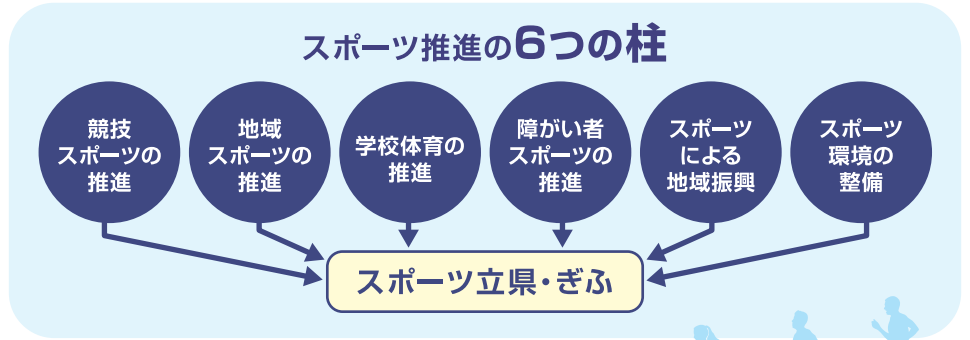 スポーツ推進の6つの柱
競技
スポーツの
推進
地域
スポーツの
推進
学校体育の
推進
障がい者
スポーツの
推進
スポーツ
による
地域振興
スポーツ
環境の
整備
スポーツ立県・ぎふ